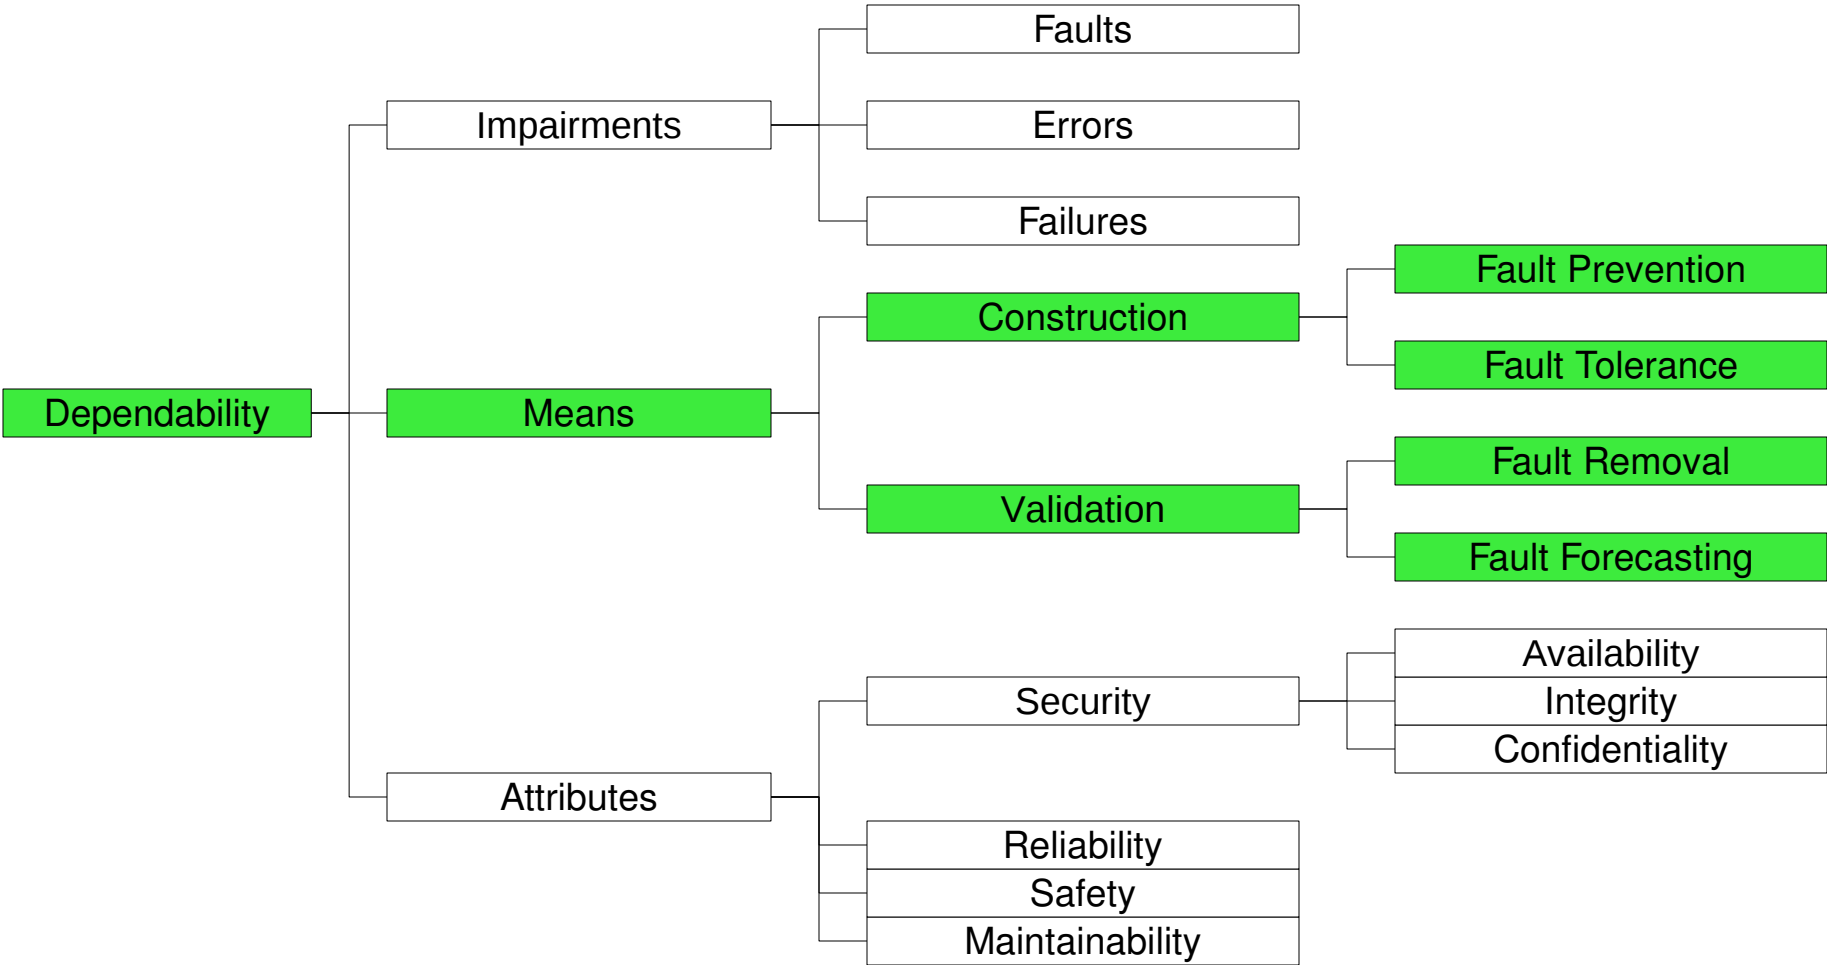 Faults
Impairments
Errors
Failures
Fault Prevention
Construction
Fault Tolerance
Dependability
Means
Fault Removal
Validation
Fault Forecasting
Availability
Security
Integrity
Confidentiality
Attributes
Reliability
Safety
Maintainability